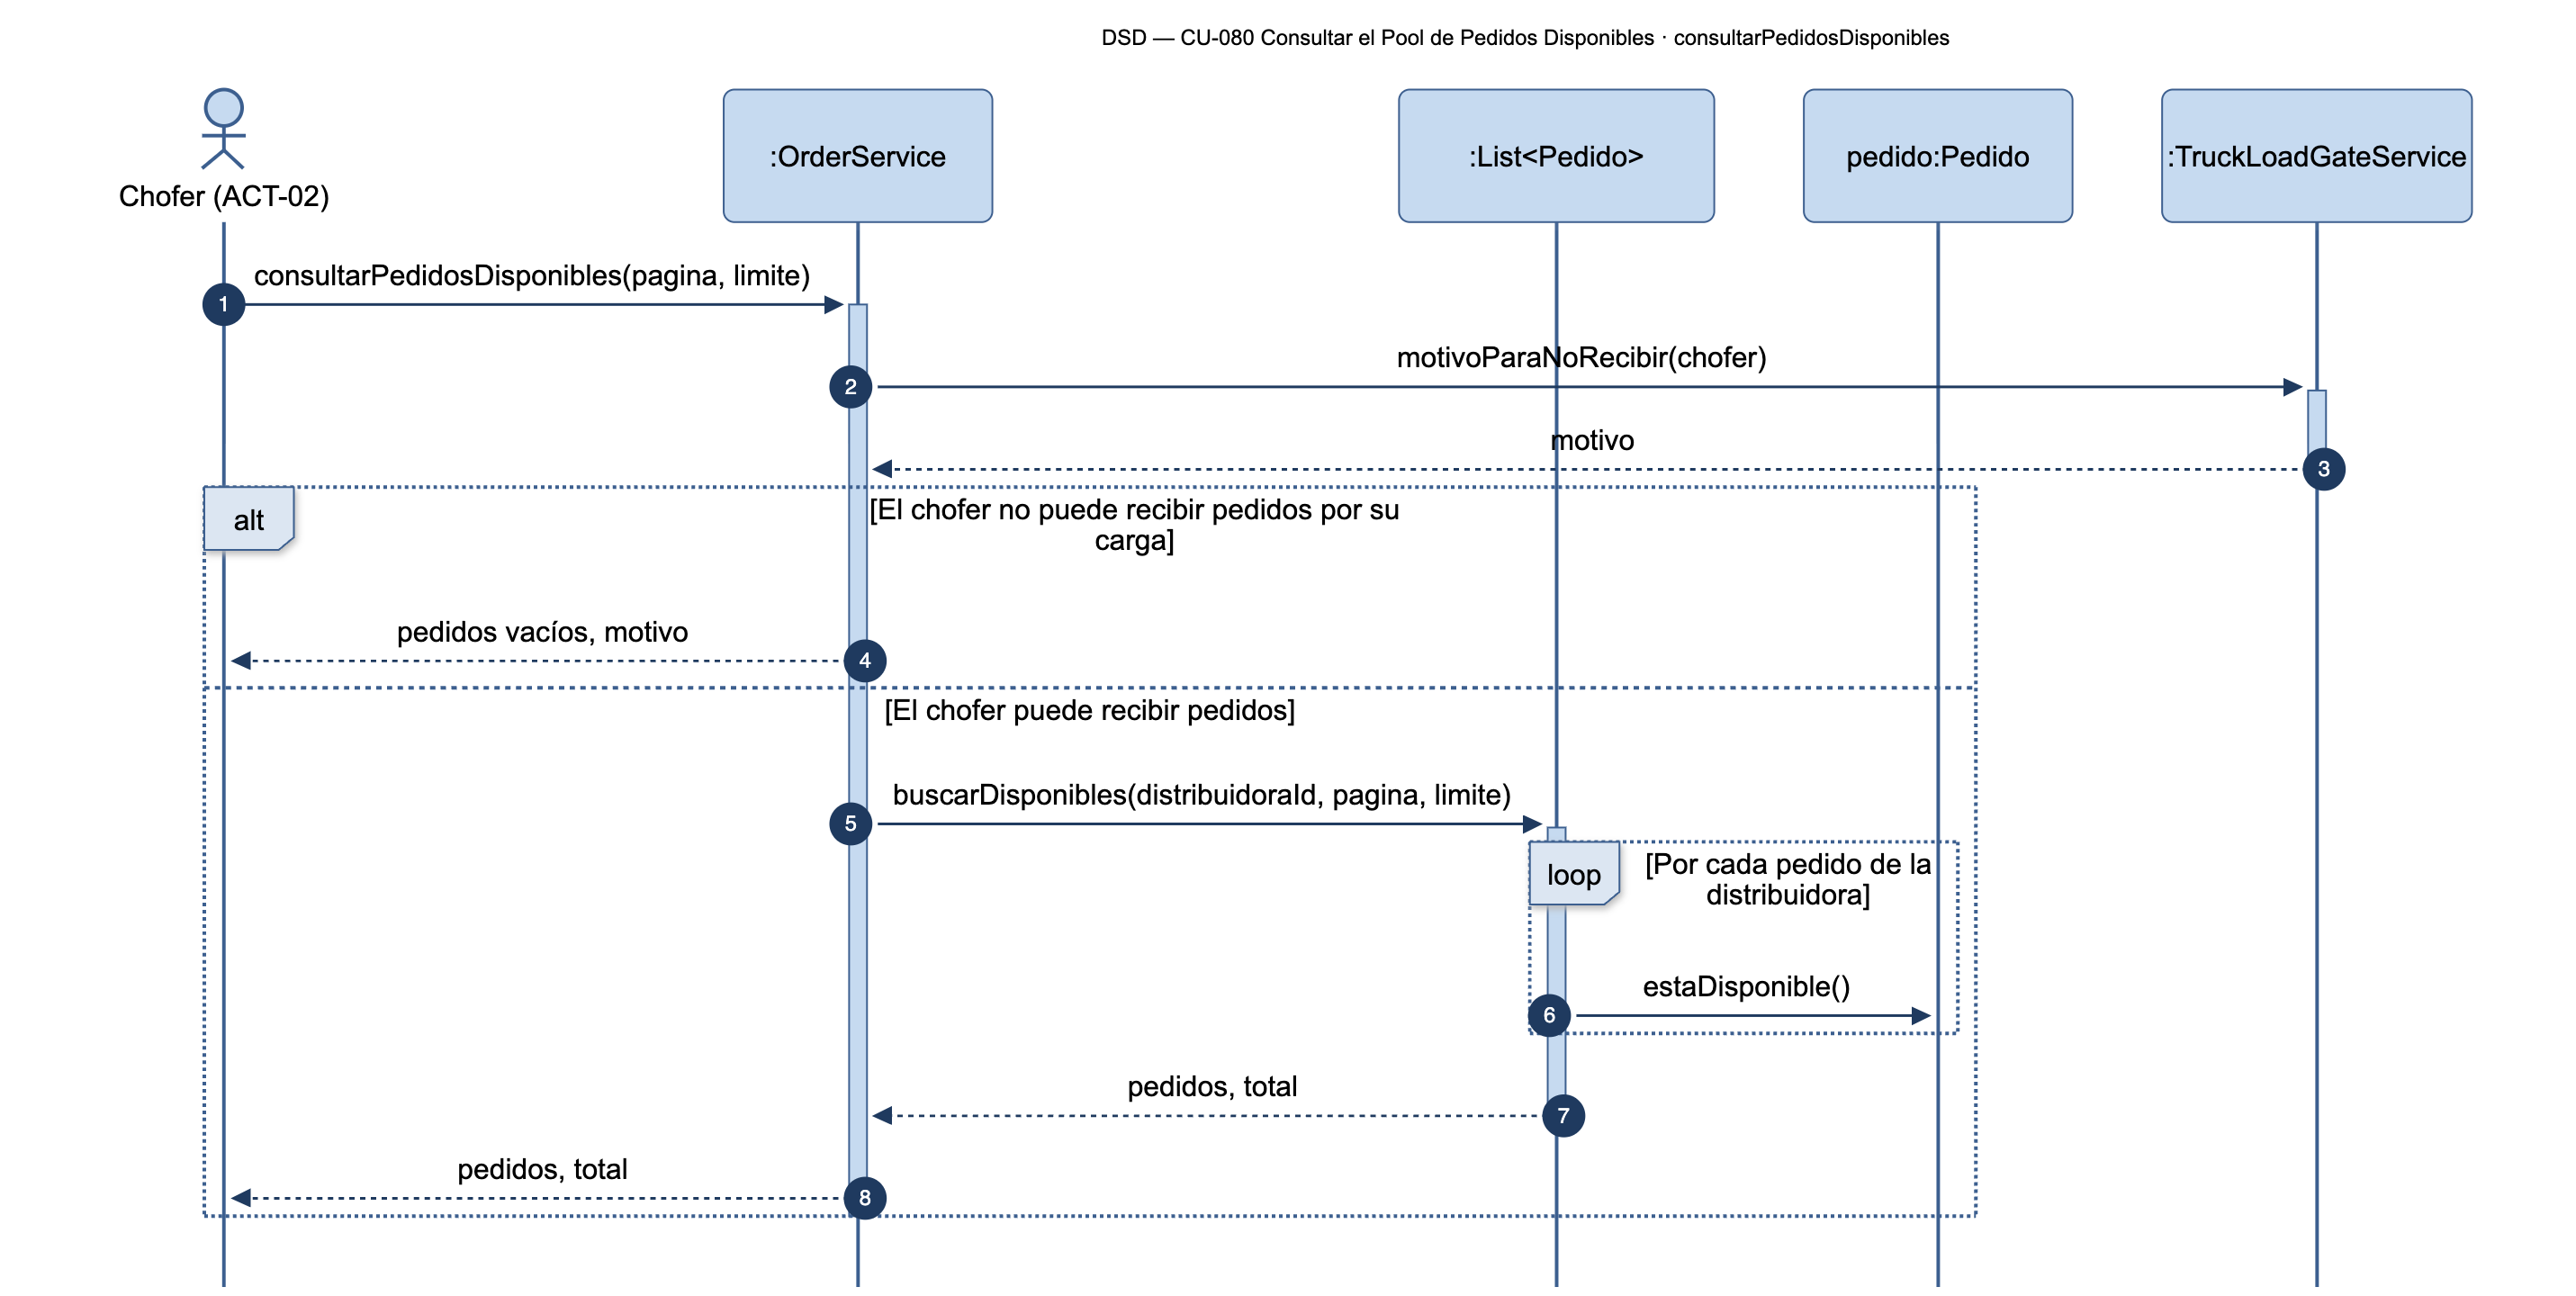 DSD — CU-080 Consultar el Pool de Pedidos Disponibles · consultarPedidosDisponibles
Chofer (ACT-02)
:OrderService
:List<Pedido>
pedido:Pedido
:TruckLoadGateService
consultarPedidosDisponibles(pagina, limite)
1
motivoParaNoRecibir(chofer)
2
motivo
3
alt
[El chofer no puede recibir pedidos por su
carga]
pedidos vacíos, motivo
4
[El chofer puede recibir pedidos]
buscarDisponibles(distribuidoraId, pagina, limite)
5
loop
[Por cada pedido de la
distribuidora]
estaDisponible()
6
pedidos, total
7
pedidos, total
8